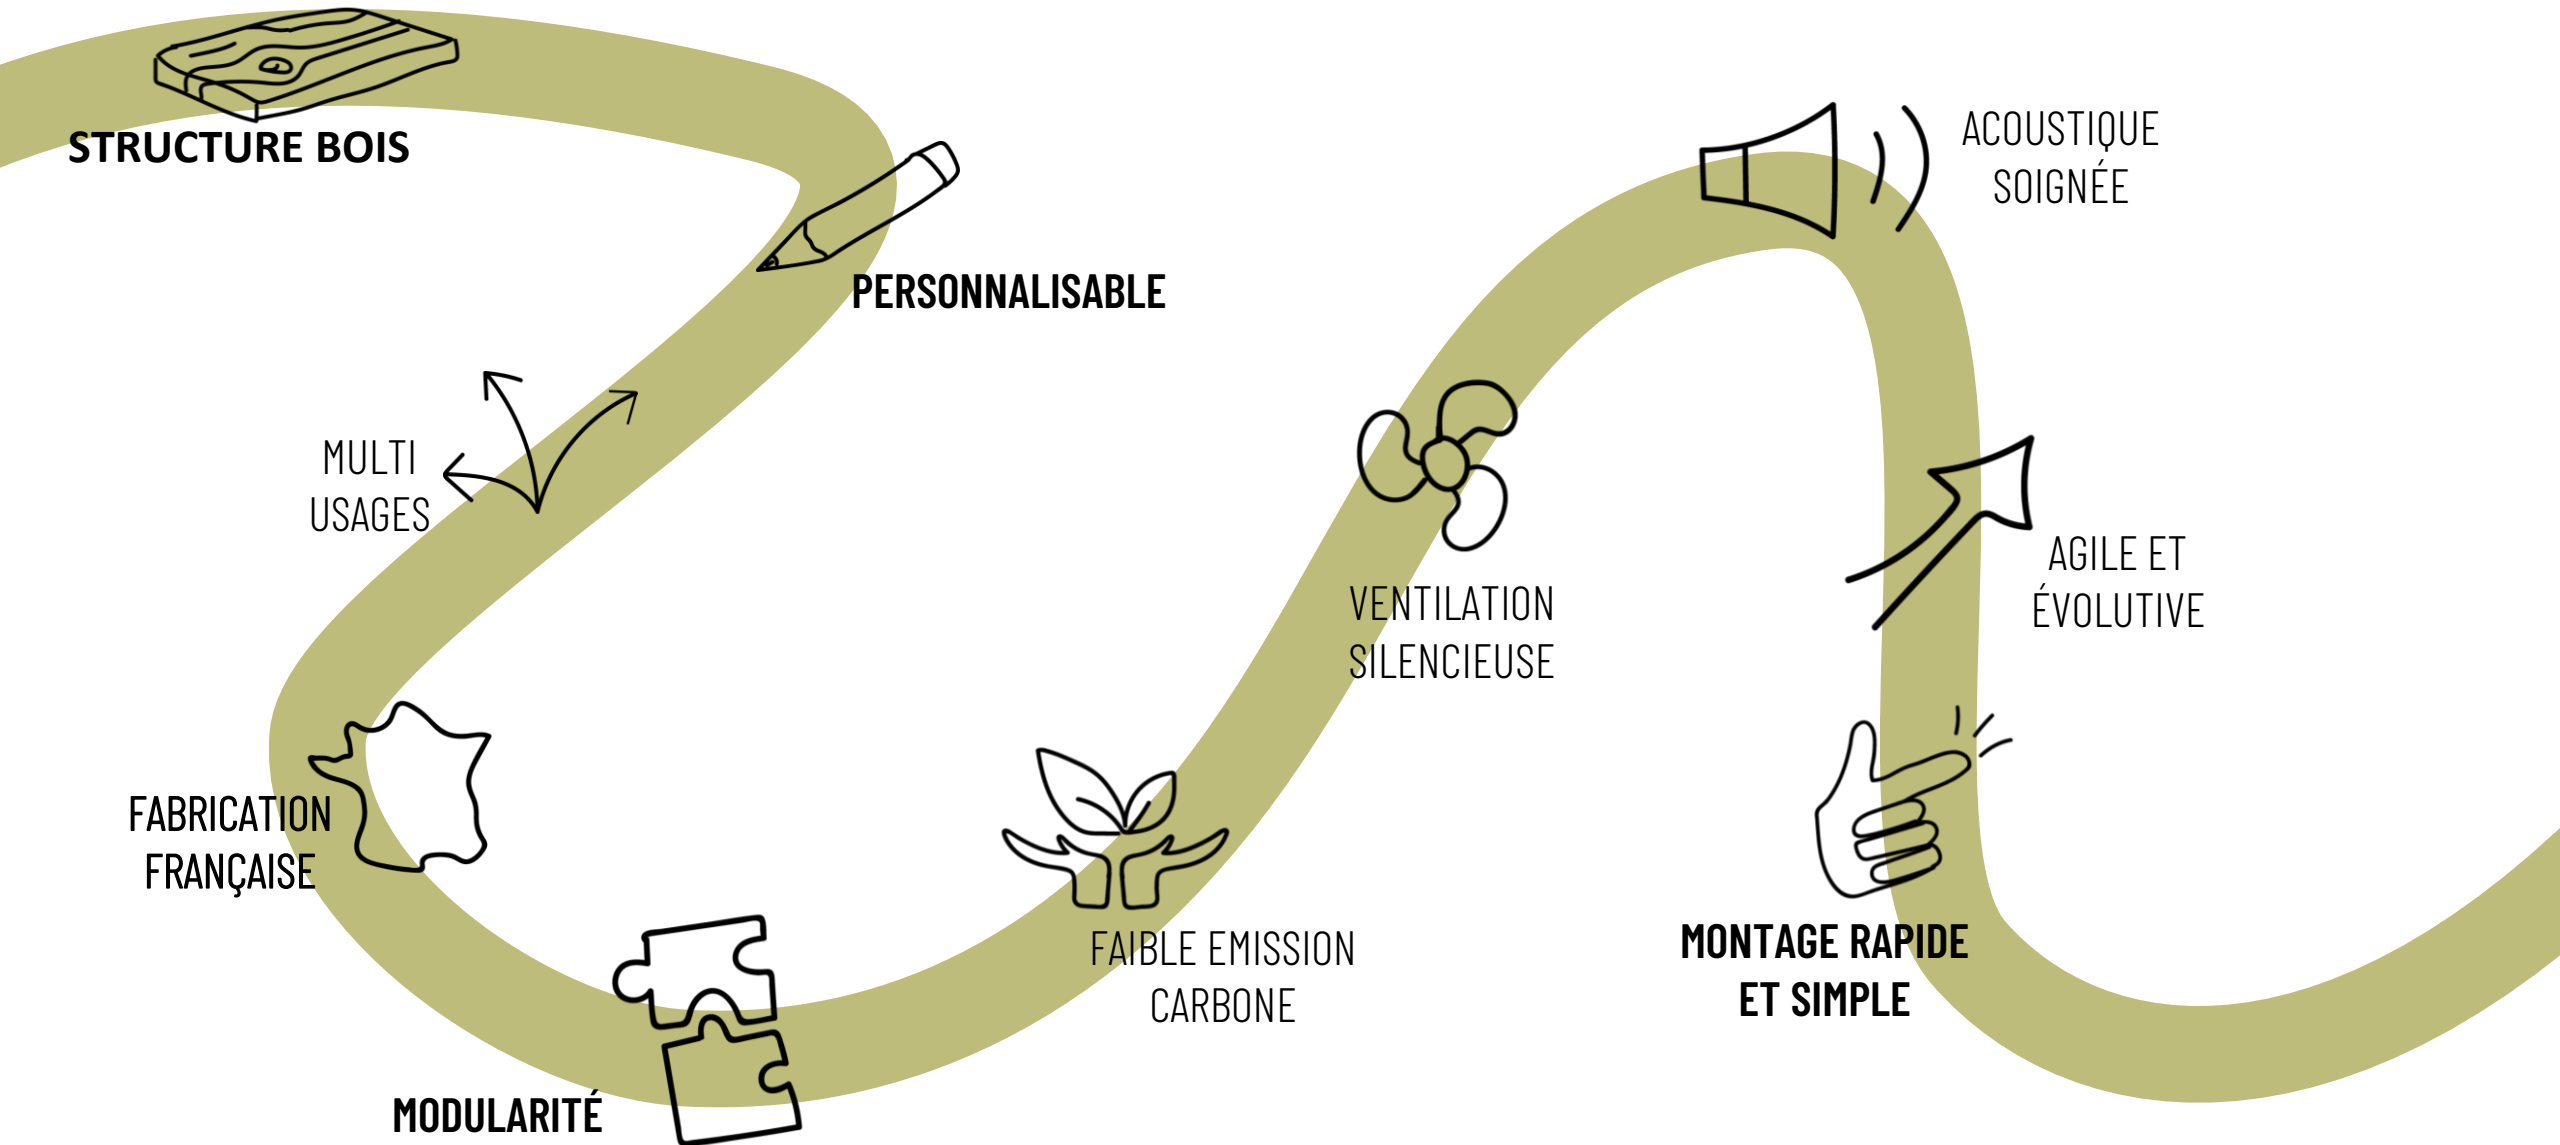 STRUCTURE BOIS
PERSONNALISABLE
MULTI
USAGES
FABRICATION
FRANÇAISE
MODULARITÉ
FAIBLE EMISSION
CARBONE
VENTILATION
SILENCIEUSE
ACOUSTIQUE
SOIGNÉE
AGILE ET
ÉVOLUTIVE
MONTAGE RAPIDE
ET SIMPLE